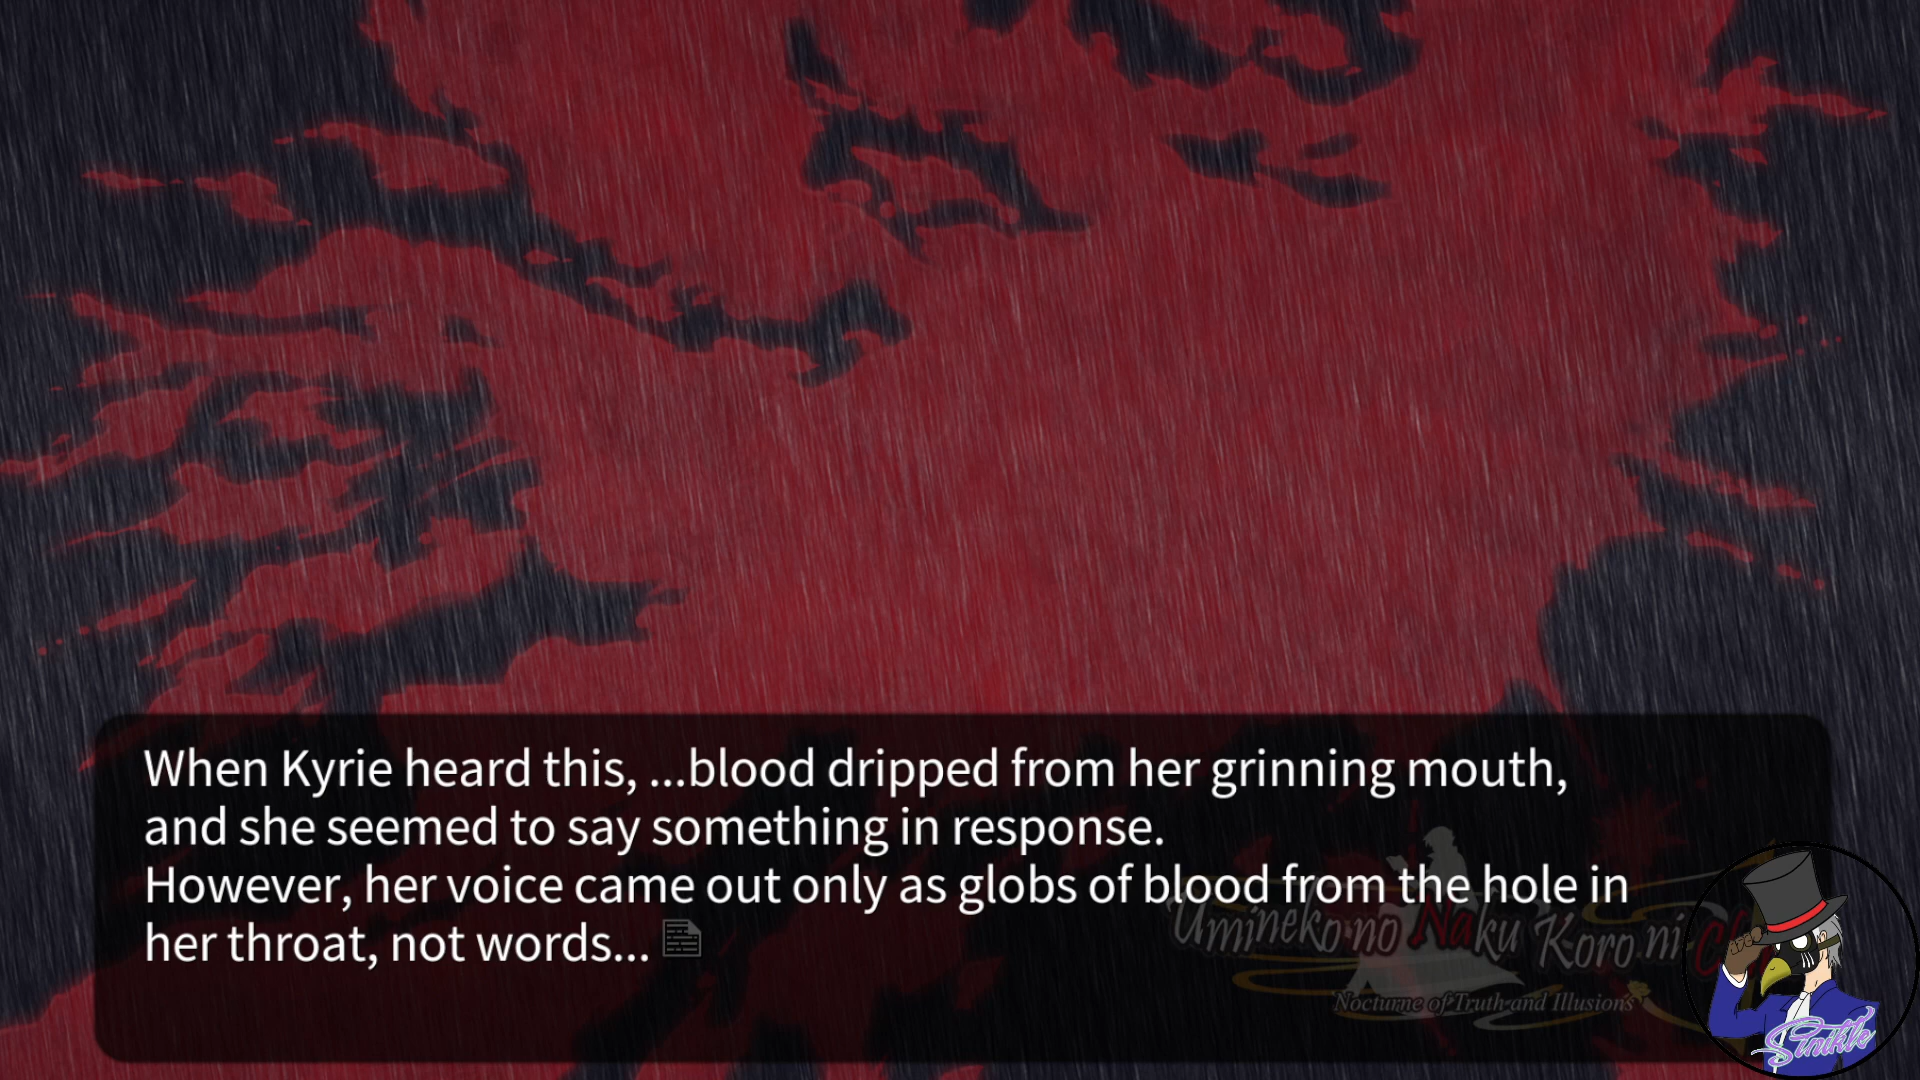 When Kyrie heard this, ...blood dripped from her grinning mouth,
and she seemed to say something in response.
However, her voice came out only as globs of blood from the hole in
her throat, not words...
Umineko no Naku Koro ni
Nocturne of Truth and Illusions
Sinikle